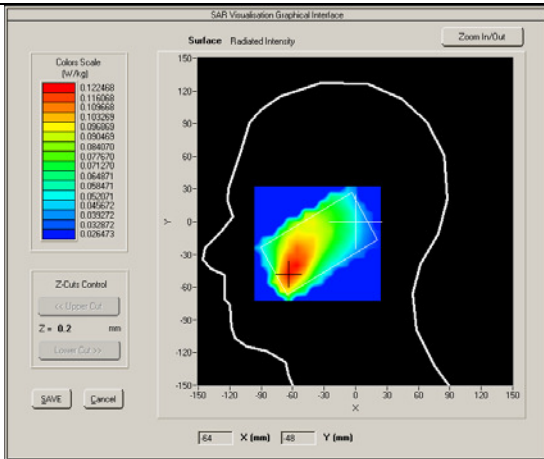 SAR Visualisation Graphical Interface
Surface Radiated Intensity
Zoom In/Out
Colors Scale
(W/kg)
0.122468
0.116068
0.109668
0.103269
0.096869
0.090469
0.084070
0.077670
0.071270
0.064871
0.058471
0.052071
0.045672
0.039272
0.032872
0.026473
Z-Cuts Control
<< Upper Cut
Z = 0.2 mm
Lower Cut >>
SAVE Cancel
150-
120-
90-
60-
30-
0-
-30-
-60-
-90-
-120-
-150-
Y
-150 -120 -90 -60 -30 0 30 60 90 120 150
X
-64 X (mm) -48 Y (mm)